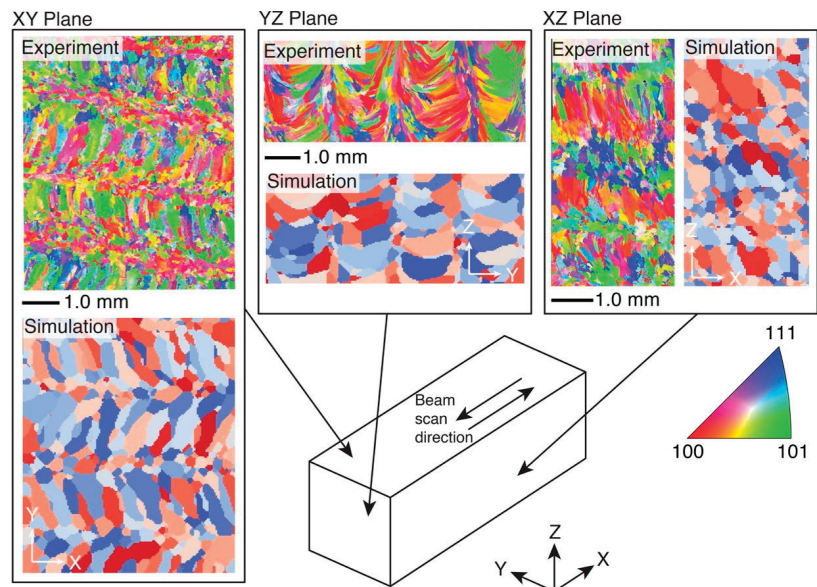 XY Plane
YZ Plane
XZ Plane
Experiment
1.0 mm
Simulation
Y
X
Experiment
1.0 mm
Simulation
Z
Y
Experiment
Simulation
1.0 mm
Z
X
Beam
scan
direction
111
100
101
Z
Y
X